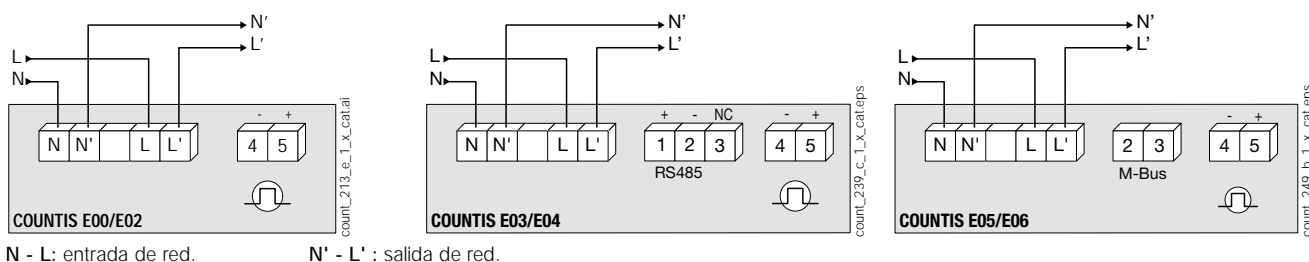 N'
L'
L
N
- +
N N' L L' 4 5
COUNTIS E00/E02
count_213_e_1_x_cat.ai
N'
L'
L
N
+ - NC - +
N N' L L' 1 2 3 4 5
RS485
COUNTIS E03/E04
count_239_c_1_x_cat.eps
N'
L'
L
N
- +
N N' L L' 2 3 4 5
M-Bus
COUNTIS E05/E06
count_249_b_1_x_cat.eps
N - L: entrada de red. N' - L' : salida de red.